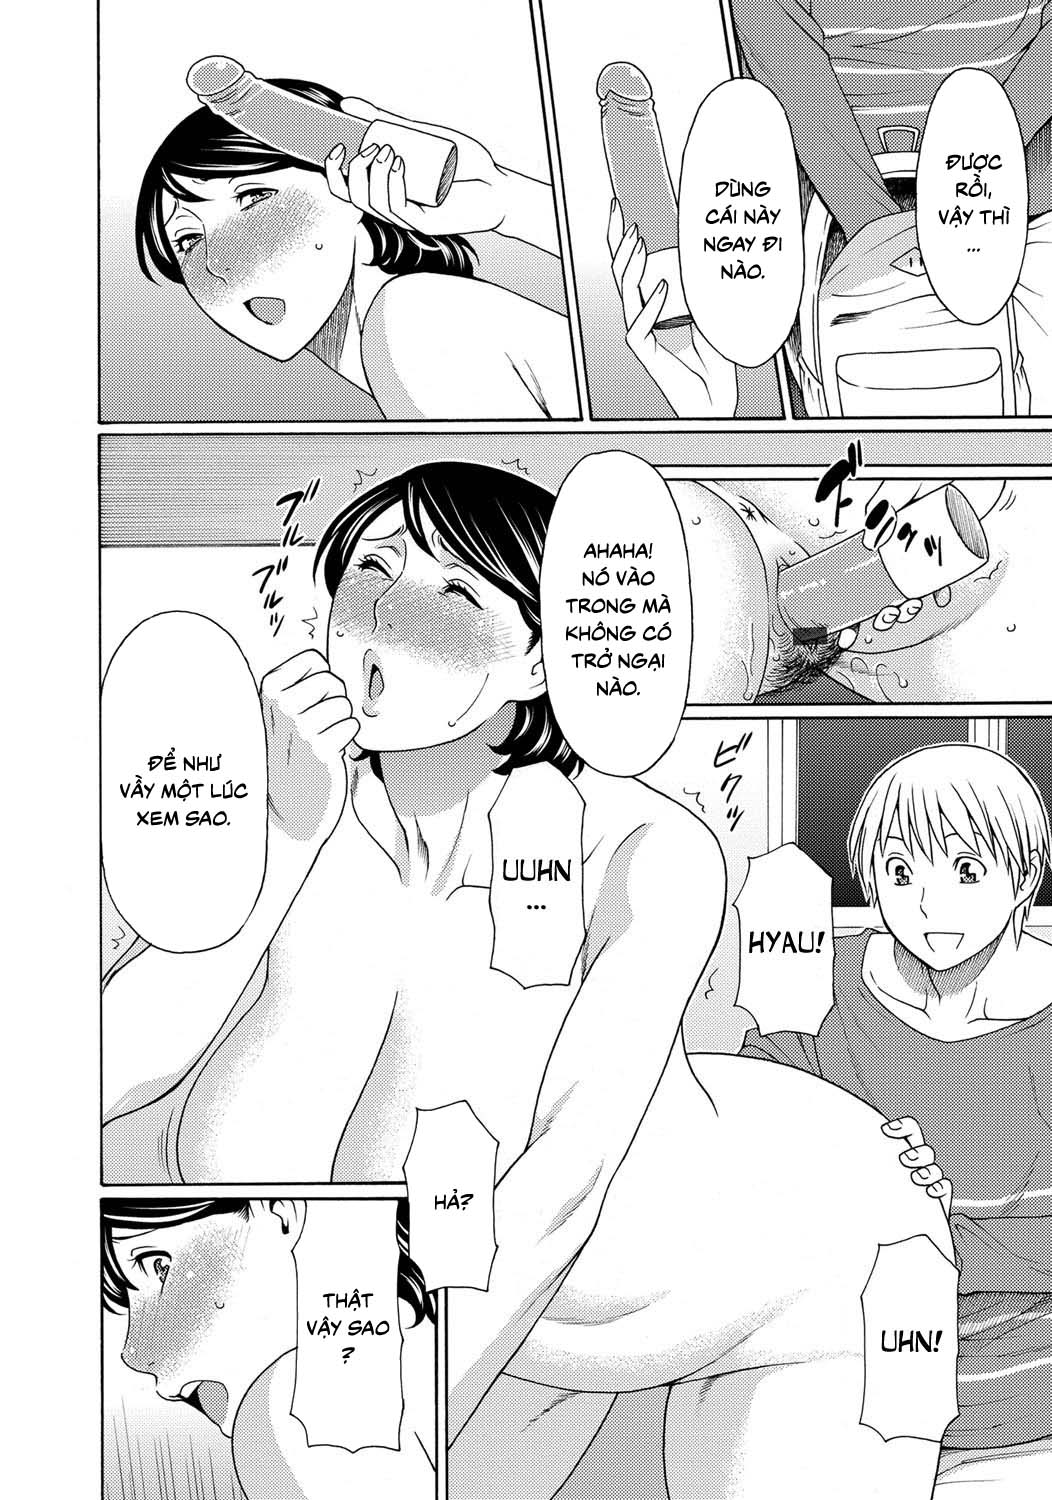 ĐƯỢC
RỒI,
VẬY THÌ
...
DÙNG
CÁI NÀY
NGAY ĐI
NÀO.
AHAHA!
NÓ VÀO
TRONG MÀ
KHÔNG CÓ
TRỞ NGẠI
NÀO.
HYAU!
UUHN
...
ĐỂ NHƯ
VẦY MỘT LÚC
XEM SAO.
UHN!
HẢ?
THẬT
VẬY SAO
?